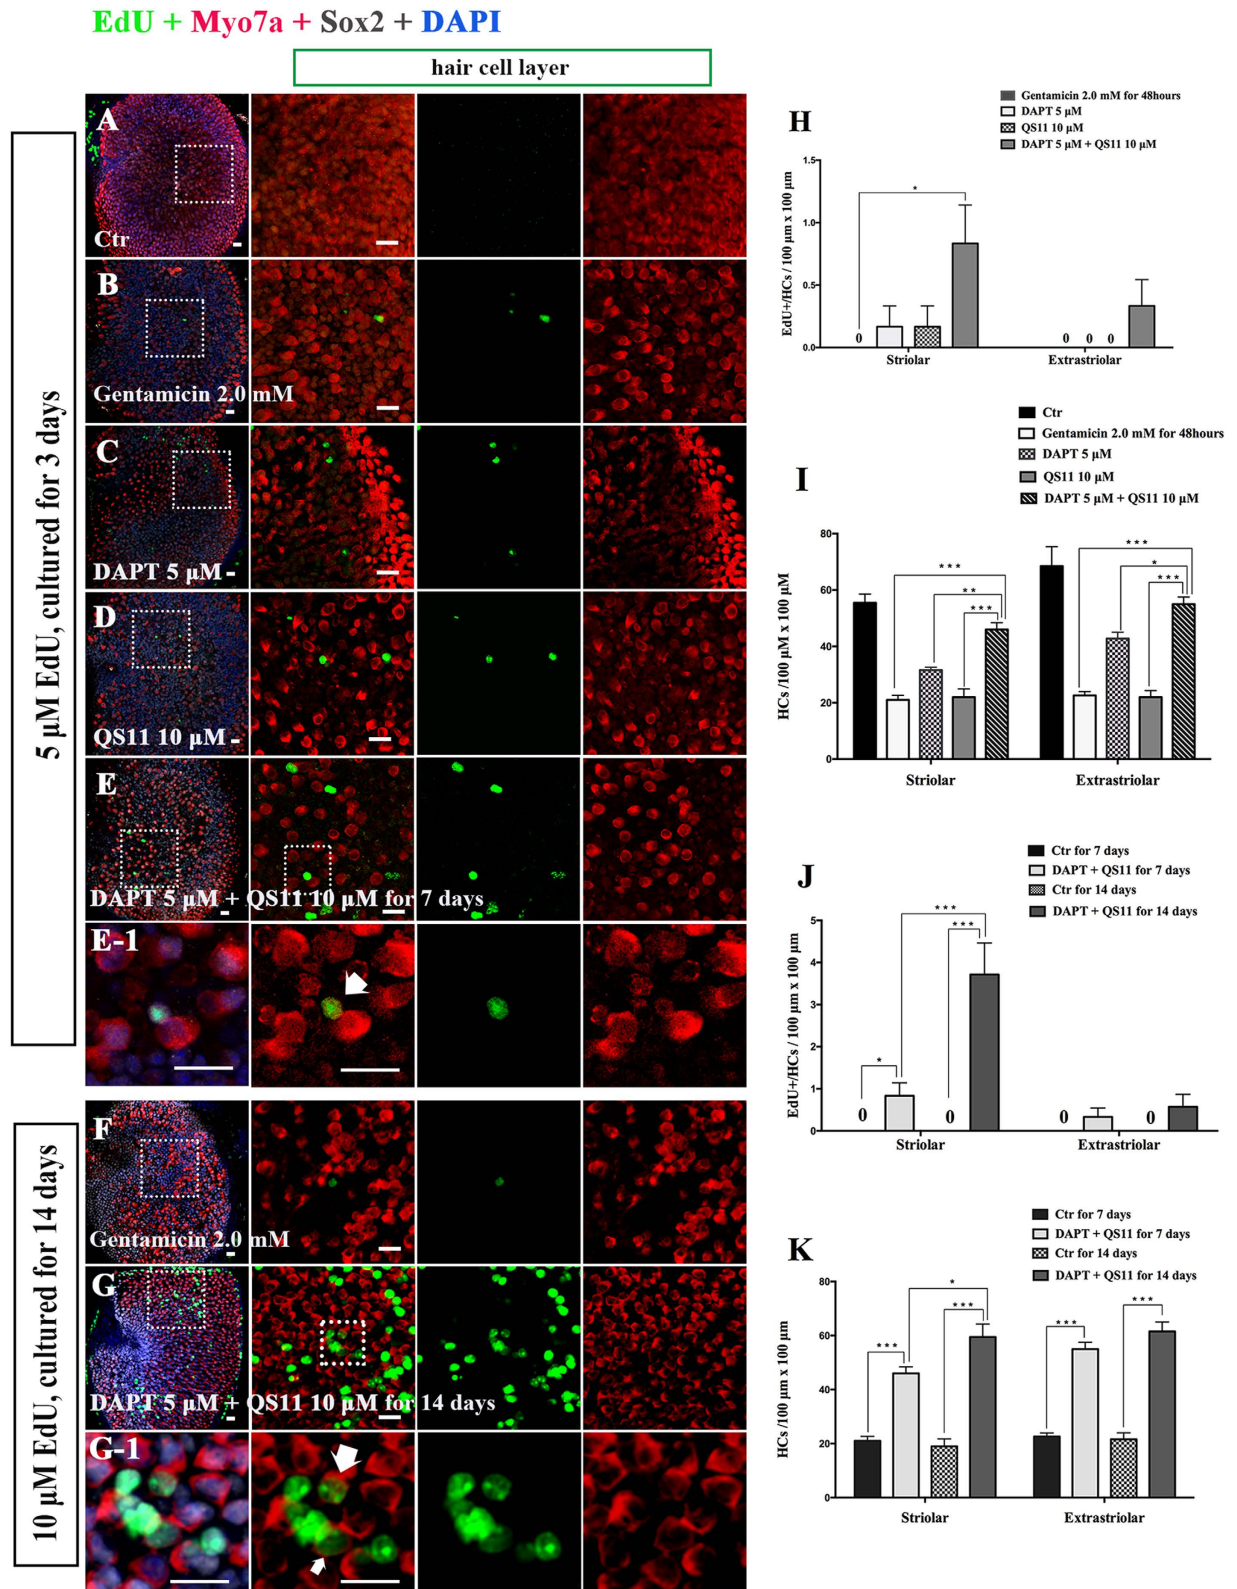 EdU + Myo7a + Sox2 + DAPI
hair cell layer
5 μM EdU, cultured for 3 days
A
Ctr
B
Gentamicin 2.0 mM
C
DAPT 5 μM
D
QS11 10 μM
E
DAPT 5 μM + QS11 10 μM for 7 days
E-1
10 μM EdU, cultured for 14 days
F
Gentamicin 2.0 mM
G
DAPT 5 μM + QS11 10 μM for 14 days
G-1
H
Gentamicin 2.0 mM for 48hours
DAPT 5 μM
QS11 10 μM
DAPT 5 μM + QS11 10 μM
EdU+/HCs / 100 μm x 100 μm
1.5
1.0
0.5
0.0
*
0
0 0 0
Striolar Extrastriolar
I
Ctr
Gentamicin 2.0 mM for 48hours
DAPT 5 μM
QS11 10 μM
DAPT 5 μM + QS11 10 μM
HCs /100 μM x 100 μM
80
60
40
20
0
***
**
***
***
*
***
Striolar Extrastriolar
J
Ctr for 7 days
DAPT + QS11 for 7 days
Ctr for 14 days
DAPT + QS11 for 14 days
EdU+/HCs / 100 μm x 100 μm
5
4
3
2
1
0
***
***
*
0 0 0 0
Striolar Extrastriolar
K
Ctr for 7 days
DAPT + QS11 for 7 days
Ctr for 14 days
DAPT + QS11 for 14 days
HCs /100 μm x 100 μm
80
60
40
20
0
*
***
***
***
***
Striolar Extrastriolar